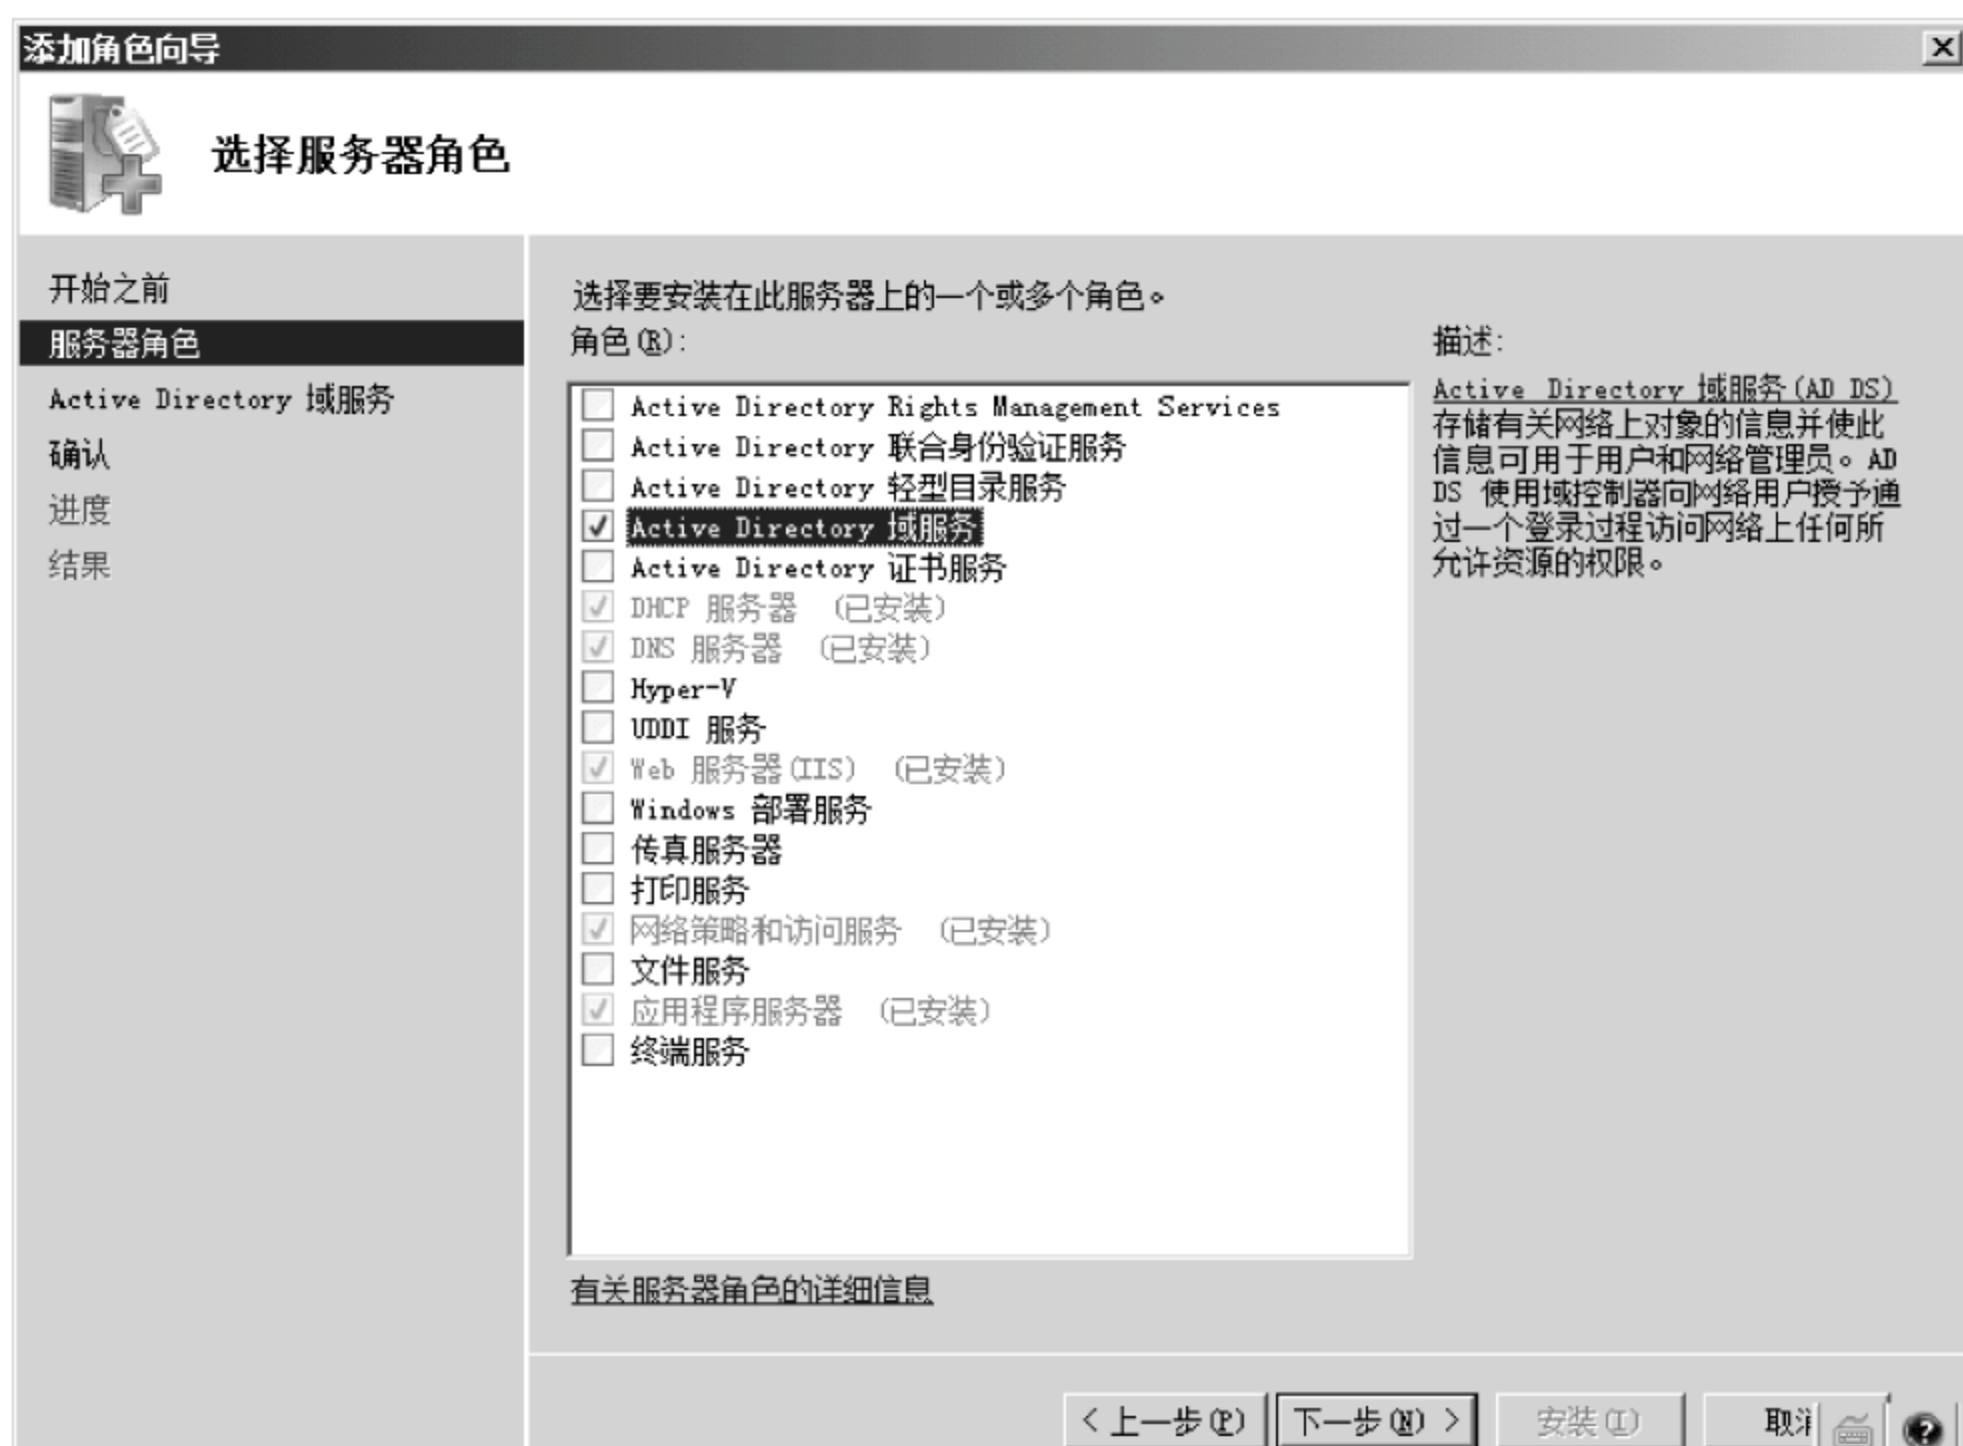 添加角色向导
选择服务器角色
开始之前
服务器角色
Active Directory 域服务
确认
进度
结果
选择要安装在此服务器上的一个或多个角色。
角色(R):
Active Directory Rights Management Services
Active Directory 联合身份验证服务
Active Directory 轻型目录服务
Active Directory 域服务
Active Directory 证书服务
DHCP 服务器 (已安装)
DNS 服务器 (已安装)
Hyper-V
UDDI 服务
Web 服务器(IIS) (已安装)
Windows 部署服务
传真服务器
打印服务
网络策略和访问服务 (已安装)
文件服务
应用程序服务器 (已安装)
终端服务
有关服务器角色的详细信息
描述:
Active Directory 域服务(AD DS)
存储有关网络上对象的信息并使此
信息可用于用户和网络管理员。AD
DS 使用域控制器向网络用户授予通
过一个登录过程访问网络上任何所
允许资源的权限。
< 上一步(P)
下一步(N) >
安装(I)
取消